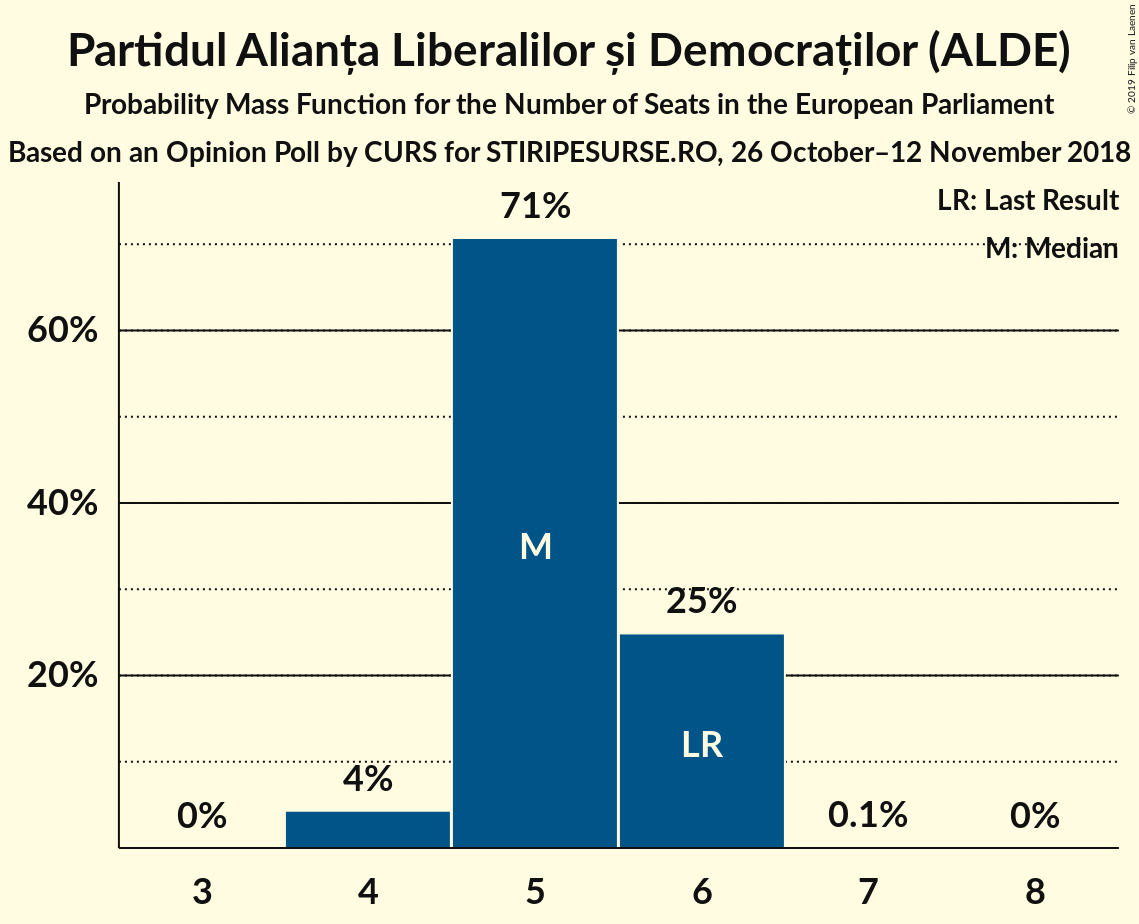 Partidul Alianța Liberalilor și Democraților (ALDE)
Probability Mass Function for the Number of Seats in the European Parliament
Based on an Opinion Poll by CURS for STIRIPESURSE.RO, 26 October–12 November 2018
© 2019 Filip van Laenen
LR: Last Result
M: Median
71%
60%
40%
M
25%
20%
LR
4%
0%
0.1%
0%
3 4 5 6 7 8